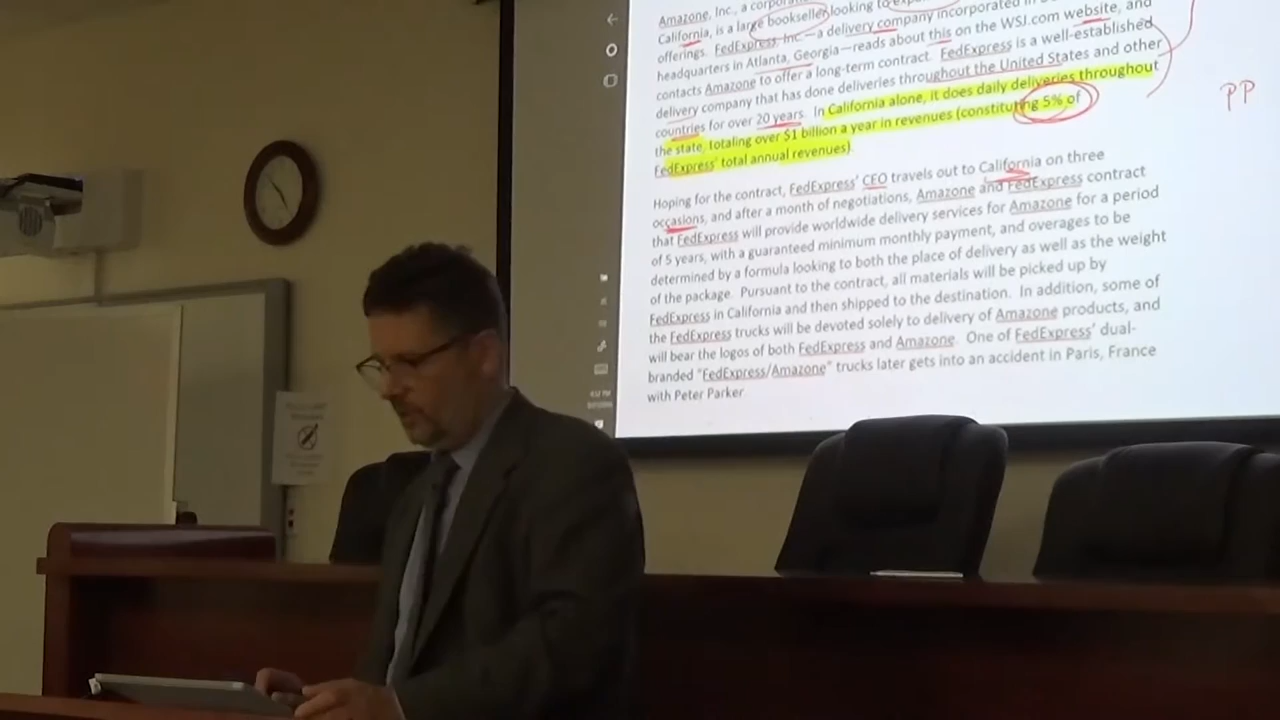 Amazone, Inc., a
California, is a large bookseller looking to
offerings. FedExpress, Inc.—a delivery company incorporated in
headquarters in Atlanta, Georgia—reads about this on the WSJ.com website, and
contacts Amazone to offer a long-term contract. FedExpress is a well-established
delivery company that has done deliveries throughout the United States and other
countries for over 20 years. In California alone, it does daily deliveries throughout
the state, totaling over $1 billion a year in revenues (constituting 5% of
FedExpress' total annual revenues).
PP
Hoping for the contract, FedExpress' CEO travels out to California on three
occasions, and after a month of negotiations, Amazone and FedExpress contract
that FedExpress will provide worldwide delivery services for Amazone for a period
of 5 years, with a guaranteed minimum monthly payment, and overages to be
determined by a formula looking to both the place of delivery as well as the weight
of the package. Pursuant to the contract, all materials will be picked up by
FedExpress in California and then shipped to the destination. In addition, some of
the FedExpress trucks will be devoted solely to delivery of Amazone products, and
will bear the logos of both FedExpress and Amazone. One of FedExpress' dual-
branded "FedExpress/Amazone" trucks later gets into an accident in Paris, France
with Peter Parker